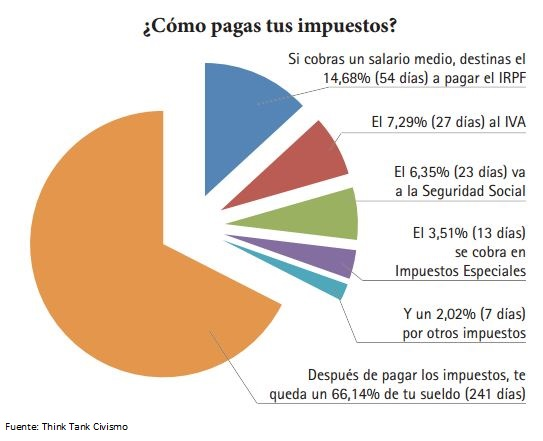 ¿Cómo pagas tus impuestos?
Si cobras un salario medio, destinas el
14,68% (54 días) a pagar el IRPF
El 7,29% (27 días) al IVA
El 6,35% (23 días) va
a la Seguridad Social
El 3,51% (13 días)
se cobra en
Impuestos Especiales
Y un 2,02% (7 días)
por otros impuestos
Después de pagar los impuestos, te
queda un 66,14% de tu sueldo (241 días)
Fuente: Think Tank Civismo